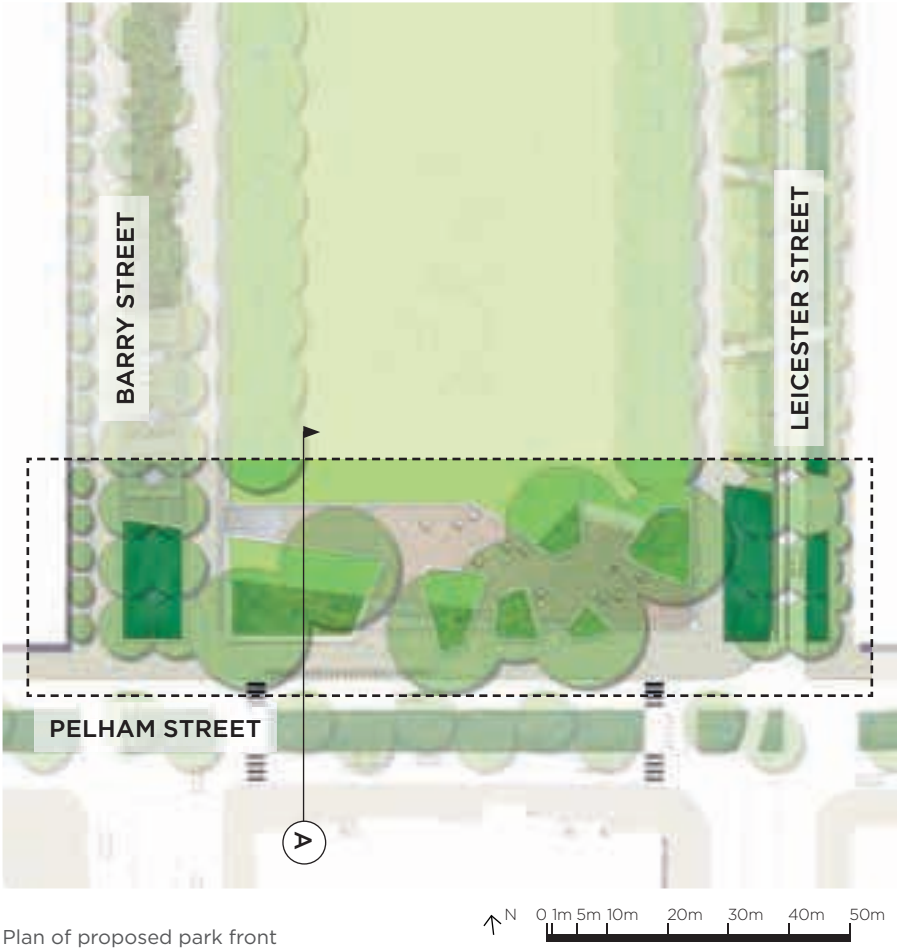 BARRY STREET
LEICESTER STREET
PELHAM STREET
A
Plan of proposed park front
N
0 1m 5m 10m 20m 30m 40m 50m